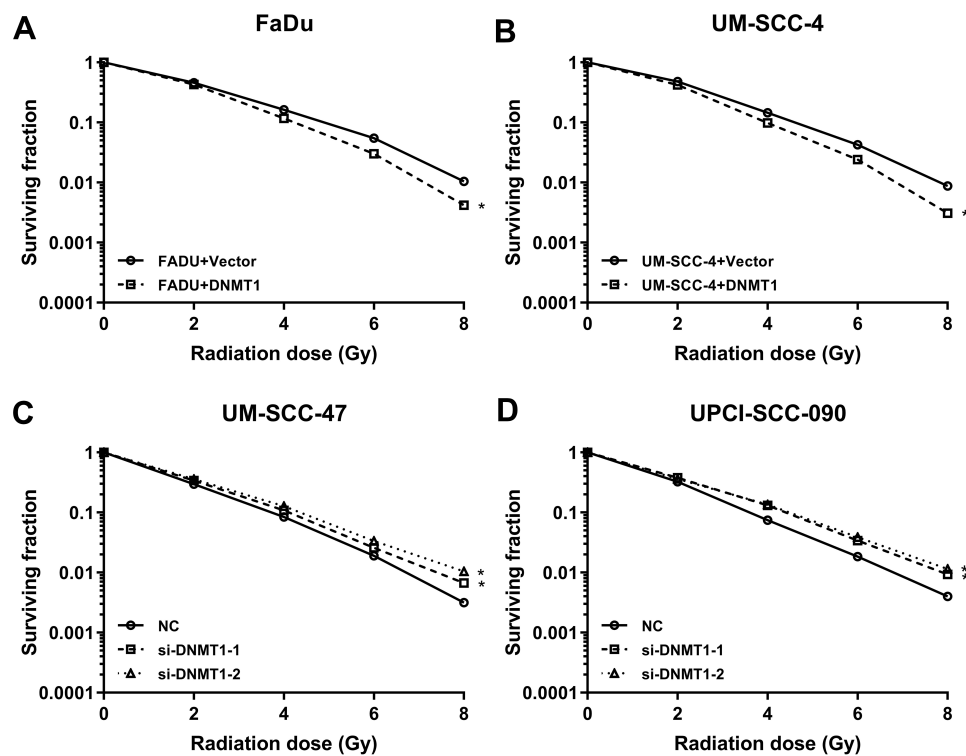 A
FaDu
Surviving fraction
1
0.1
0.01
0.001
0.0001
*
FADU+Vector
FADU+DNMT1
0 2 4 6 8
Radiation dose (Gy)
B
UM-SCC-4
Surviving fraction
1
0.1
0.01
0.001
0.0001
*
UM-SCC-4+Vector
UM-SCC-4+DNMT1
0 2 4 6 8
Radiation dose (Gy)
C
UM-SCC-47
Surviving fraction
1
0.1
0.01
0.001
0.0001
*
*
NC
si-DNMT1-1
si-DNMT1-2
0 2 4 6 8
Radiation dose (Gy)
D
UPCI-SCC-090
Surviving fraction
1
0.1
0.01
0.001
0.0001
*
*
NC
si-DNMT1-1
si-DNMT1-2
0 2 4 6 8
Radiation dose (Gy)